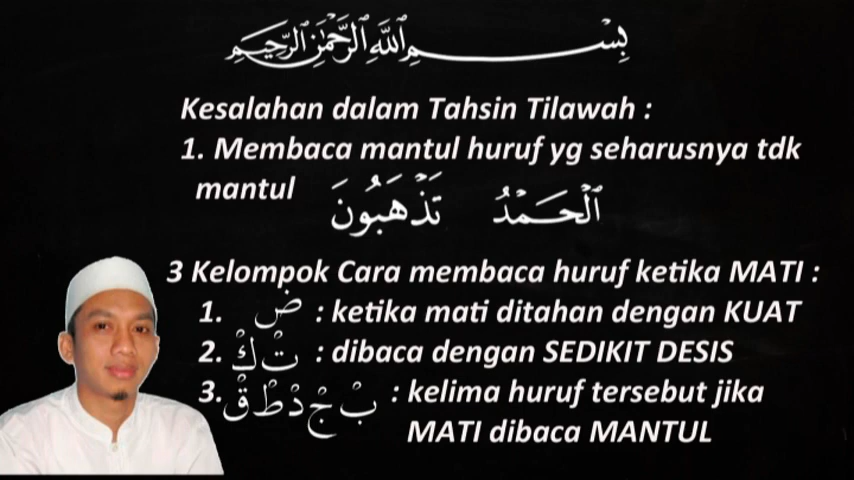 بِسْمِ اللَّهِ الرَّحْمَٰنِ الرَّحِيمِ
Kesalahan dalam Tahsin Tilawah :
1. Membaca mantul huruf yg seharusnya tdk
mantul
اَلْحَمْدُ تَذْهَبُونَ
3 Kelompok Cara membaca huruf ketika MATI :
1. ضْ : ketika mati ditahan dengan KUAT
2. تْ كْ : dibaca dengan SEDIKIT DESIS
3. بْ جْ دْ طْ قْ : kelima huruf tersebut jika
MATI dibaca MANTUL